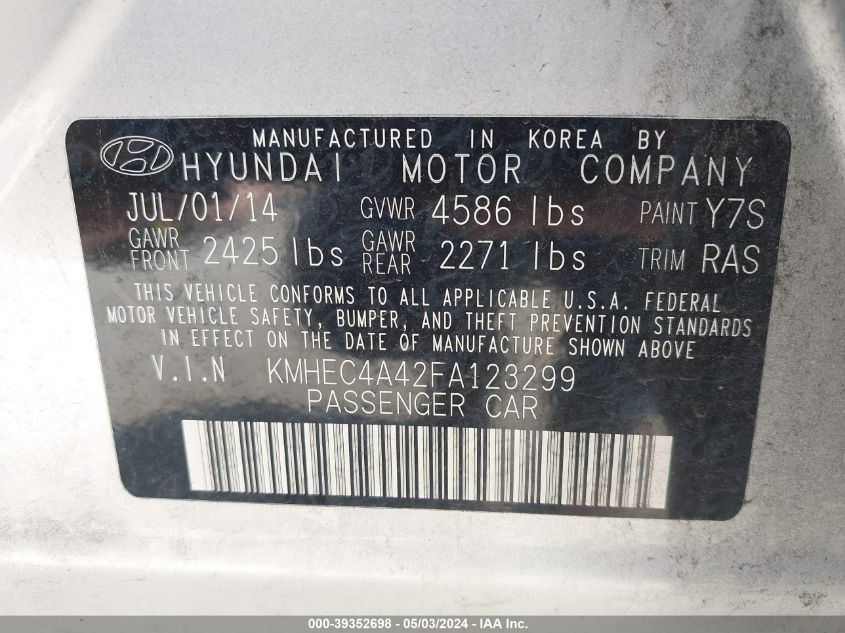 MANUFACTURED IN KOREA BY
HYUNDAI MOTOR COMPANY
JUL/01/14 GVWR 4586 lbs PAINT Y7S
GAWR FRONT 2425 lbs GAWR REAR 2271 lbs TRIM RAS
THIS VEHICLE CONFORMS TO ALL APPLICABLE U.S.A. FEDERAL
MOTOR VEHICLE SAFETY, BUMPER, AND THEFT PREVENTION STANDARDS
IN EFFECT ON THE DATE OF MANUFACTURE SHOWN ABOVE
V.I.N KMHEC4A42FA123299
PASSENGER CAR
000-39352698 - 05/03/2024 - IAA Inc.